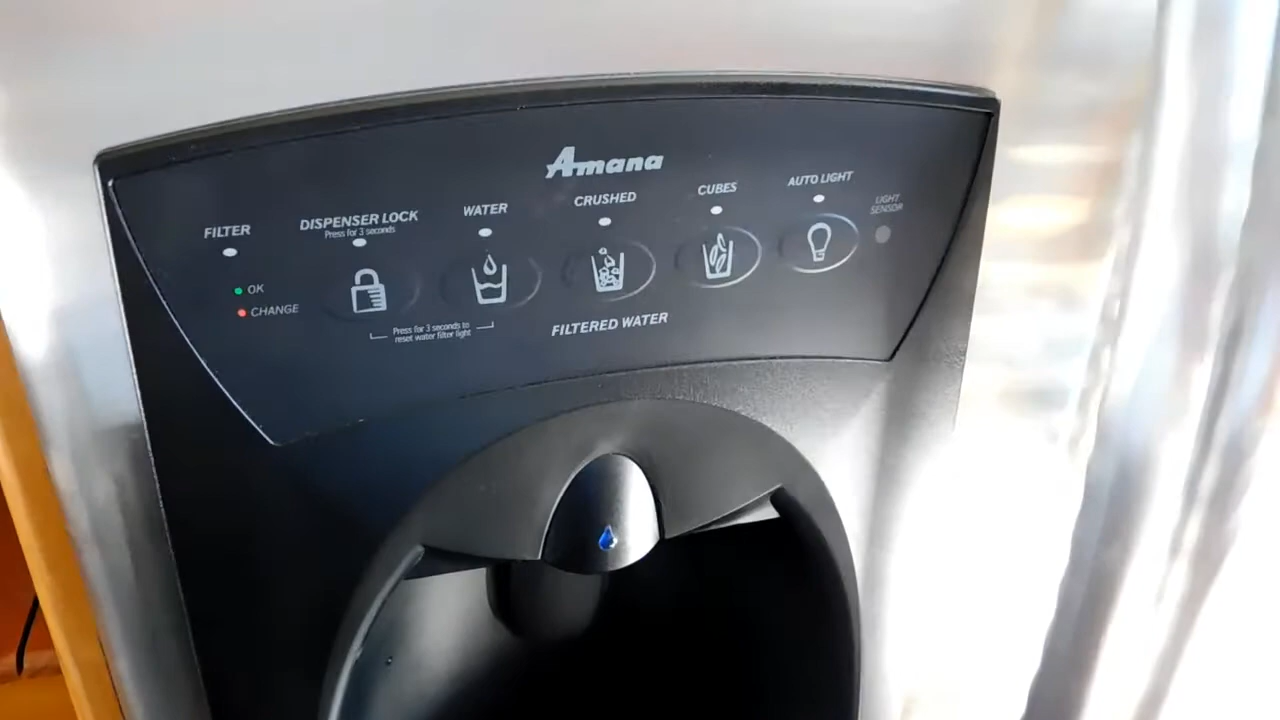 Amana
FILTER
OK
CHANGE
DISPENSER LOCK
Press for 3 seconds
WATER
CRUSHED
CUBES
AUTO LIGHT
LIGHT
SENSOR
Press for 3 seconds to
reset water filter light
FILTERED WATER